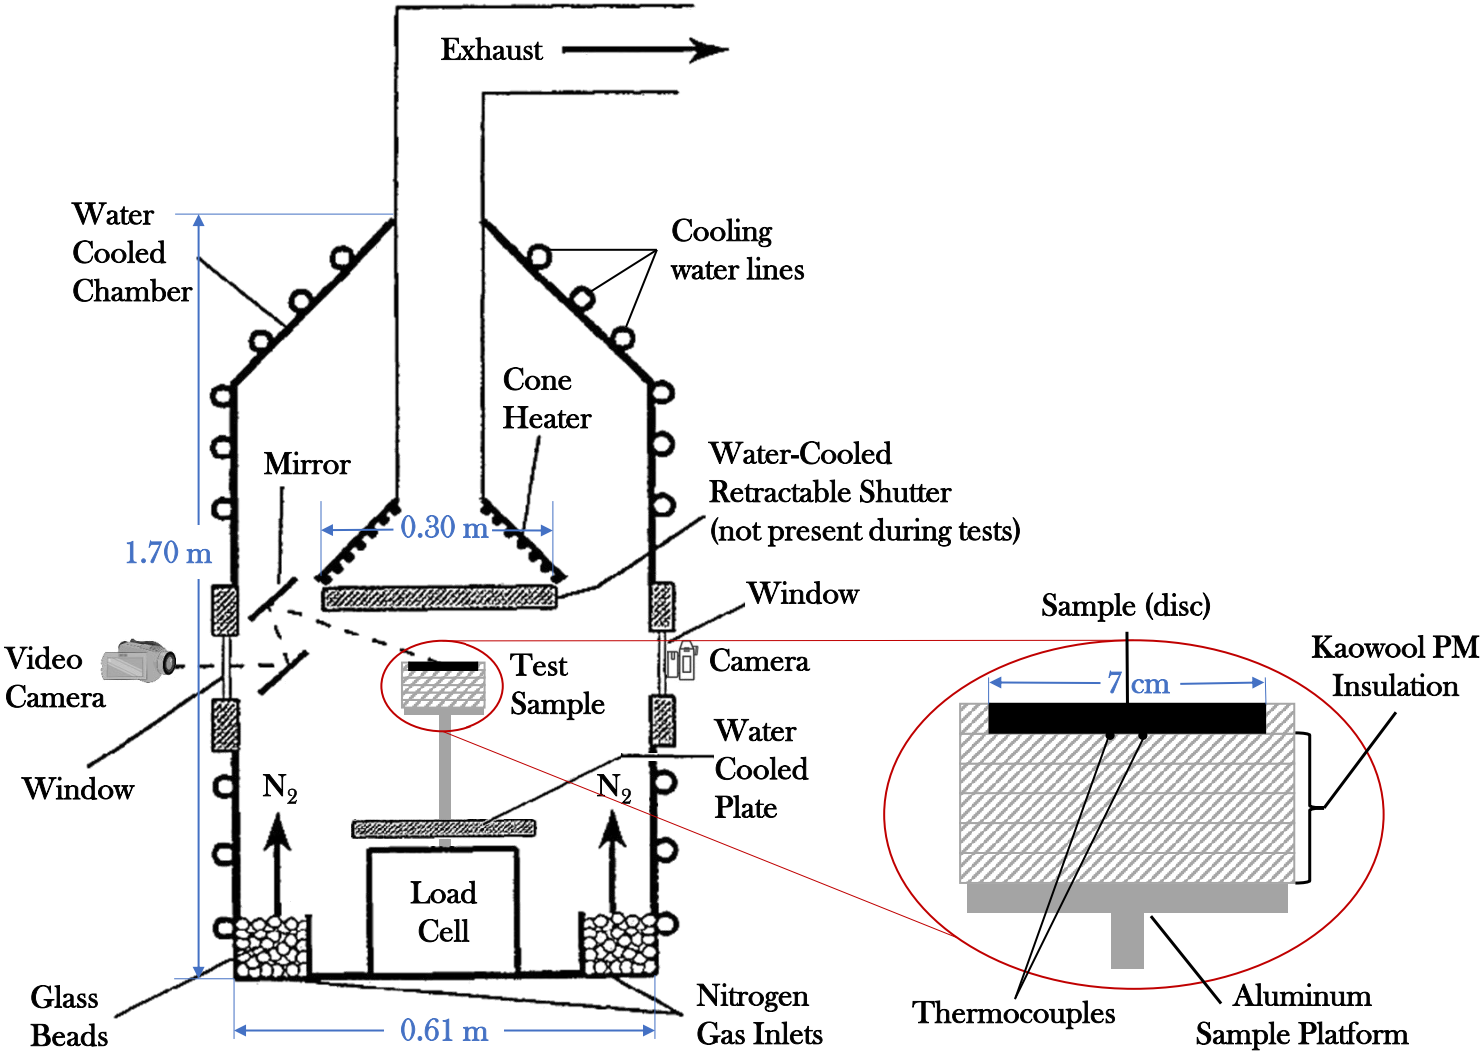 Exhaust
Water
Cooled
Chamber
Cooling
water lines
Cone
Heater
Mirror
Water-Cooled
Retractable Shutter
(not present during tests)
0.30 m
1.70 m
Window
Sample (disc)
Video
Camera
Test
Sample
Camera
Kaowool PM
Insulation
7 cm
Window
N2
N2
Water
Cooled
Plate
Load
Cell
Glass
Beads
0.61 m
Nitrogen
Gas Inlets
Thermocouples
Aluminum
Sample Platform